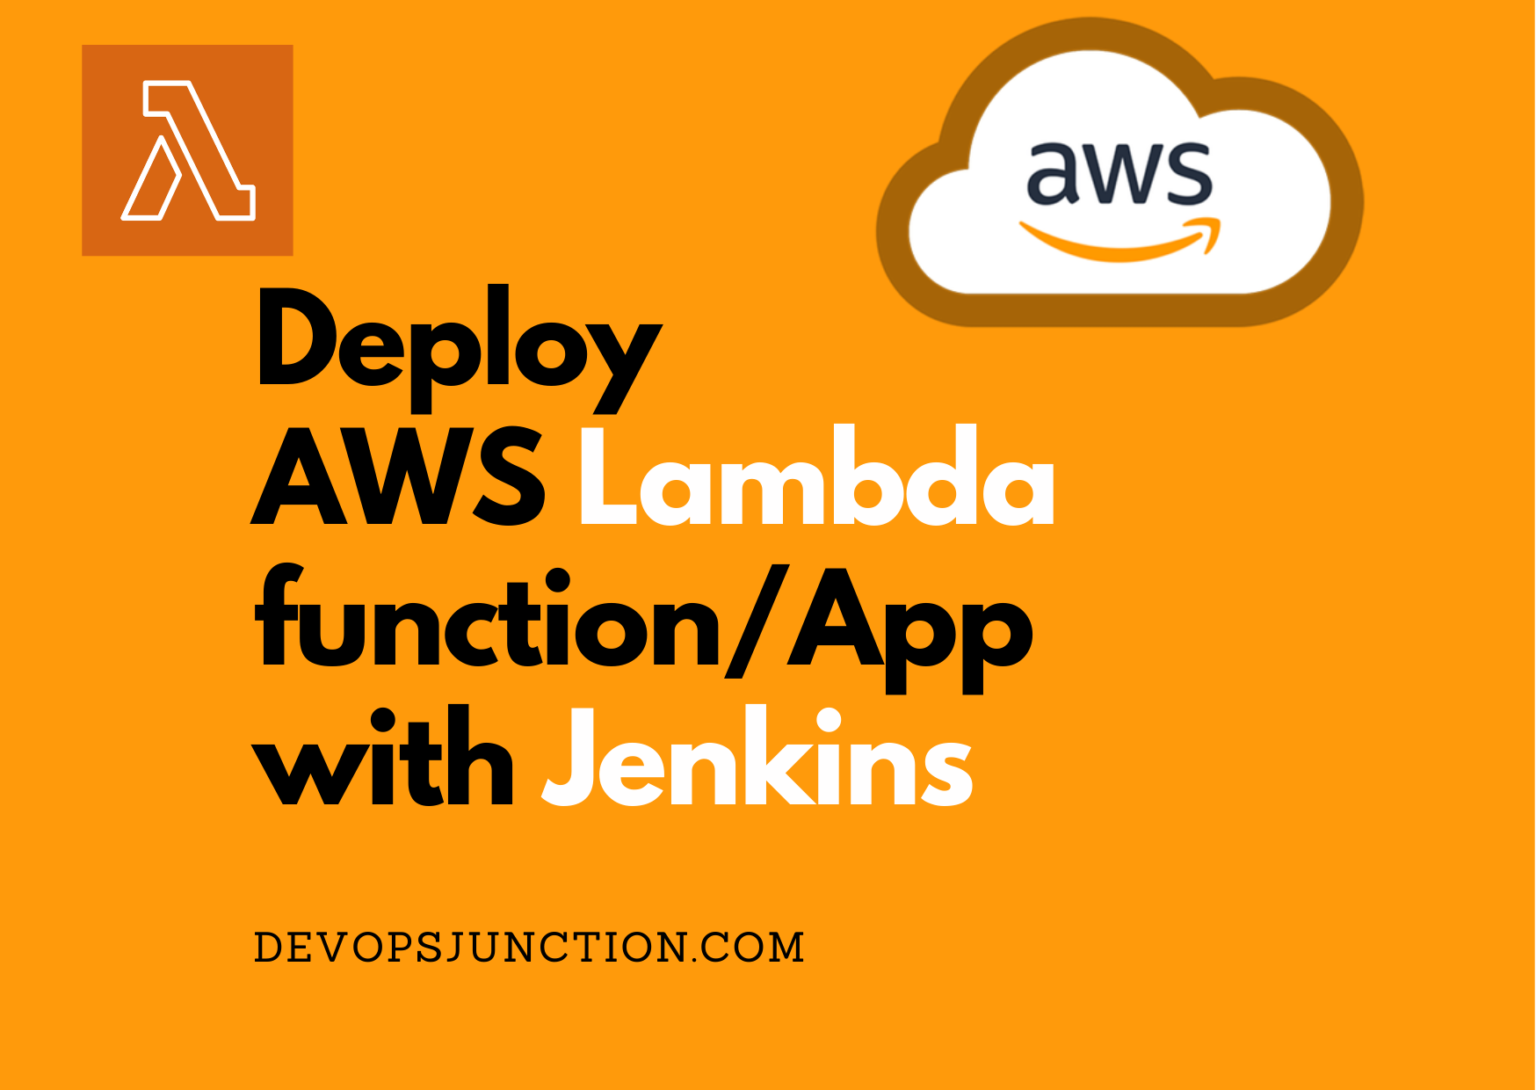 aws
Deploy
AWS Lambda
function/App
with Jenkins
DEVOPSJUNCTION.COM